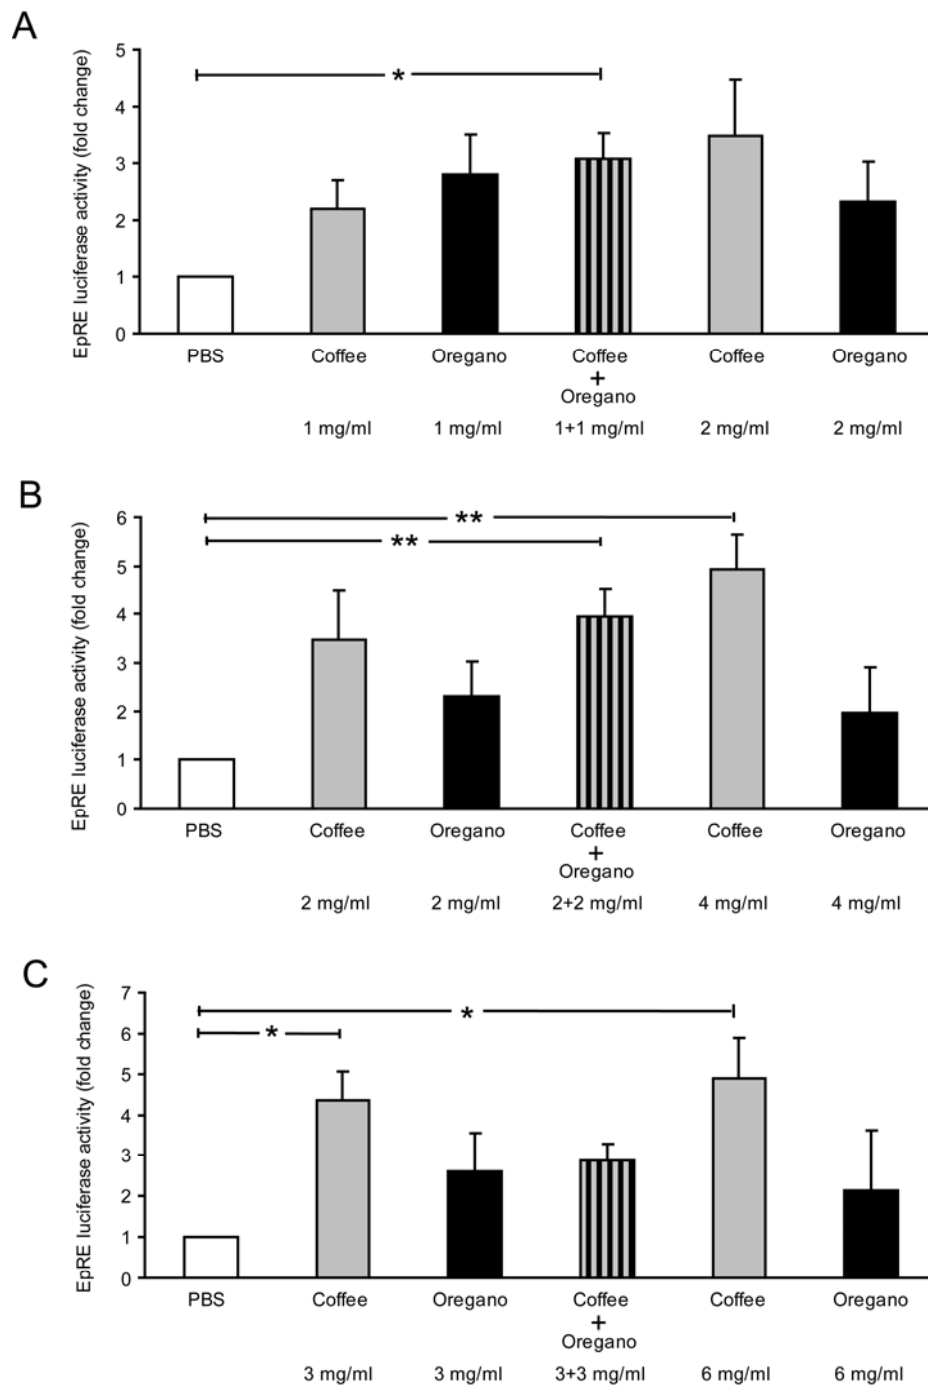 A
EpRE luciferase activity (fold change)
5
4
3
2
1
0
*
PBS Coffee Oregano Coffee Coffee Oregano
+
Oregano
1 mg/ml 1 mg/ml 1+1 mg/ml 2 mg/ml 2 mg/ml
B
EpRE luciferase activity (fold change)
6
5
4
3
2
1
0
**
**
PBS Coffee Oregano Coffee Coffee Oregano
+
Oregano
2 mg/ml 2 mg/ml 2+2 mg/ml 4 mg/ml 4 mg/ml
C
EpRE luciferase activity (fold change)
7
6
5
4
3
2
1
0
*
*
PBS Coffee Oregano Coffee Coffee Oregano
+
Oregano
3 mg/ml 3 mg/ml 3+3 mg/ml 6 mg/ml 6 mg/ml